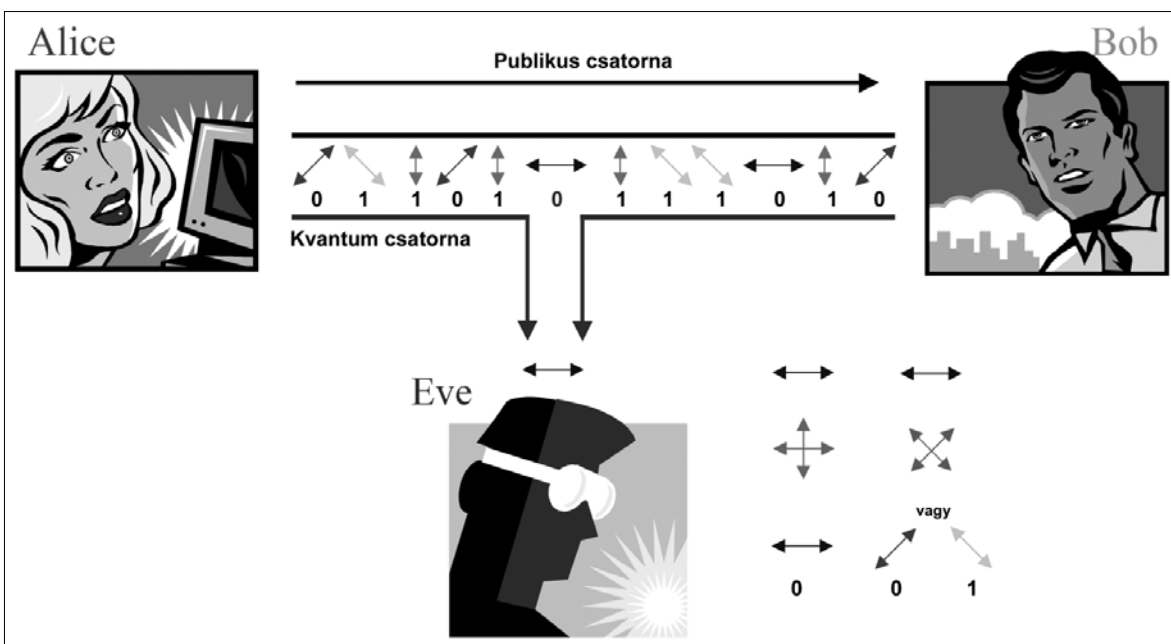 Alice
Publikus csatorna
Bob
0 1 1 0 1 0 1 1 1 0 1 0
Kvantum csatorna
Eve
vagy
0 0 1